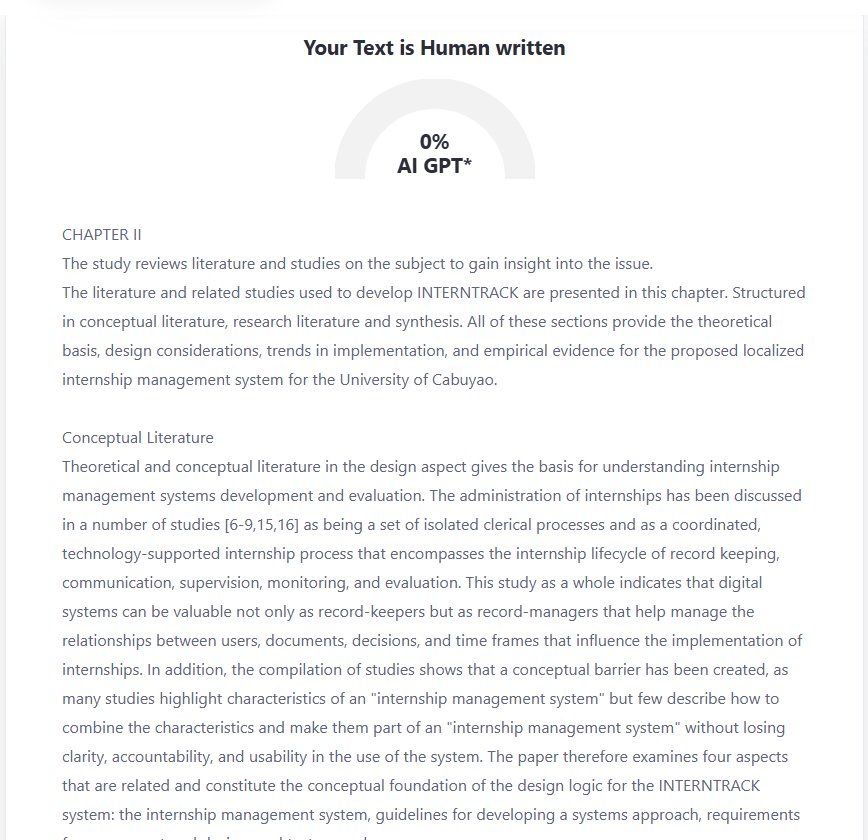 Your Text is Human written
0%
AI GPT*
CHAPTER II
The study reviews literature and studies on the subject to gain insight into the issue.
The literature and related studies used to develop INTERNTRACK are presented in this chapter. Structured
in conceptual literature, research literature and synthesis. All of these sections provide the theoretical
basis, design considerations, trends in implementation, and empirical evidence for the proposed localized
internship management system for the University of Cabuyao.
Conceptual Literature
Theoretical and conceptual literature in the design aspect gives the basis for understanding internship
management systems development and evaluation. The administration of internships has been discussed
in a number of studies [6-9,15,16] as being a set of isolated clerical processes and as a coordinated,
technology-supported internship process that encompasses the internship lifecycle of record keeping,
communication, supervision, monitoring, and evaluation. This study as a whole indicates that digital
systems can be valuable not only as record-keepers but as record-managers that help manage the
relationships between users, documents, decisions, and time frames that influence the implementation of
internships. In addition, the compilation of studies shows that a conceptual barrier has been created, as
many studies highlight characteristics of an "internship management system" but few describe how to
combine the characteristics and make them part of an "internship management system" without losing
clarity, accountability, and usability in the use of the system. The paper therefore examines four aspects
that are related and constitute the conceptual foundation of the design logic for the INTERNTRACK
system: the internship management system, guidelines for developing a systems approach, requirements